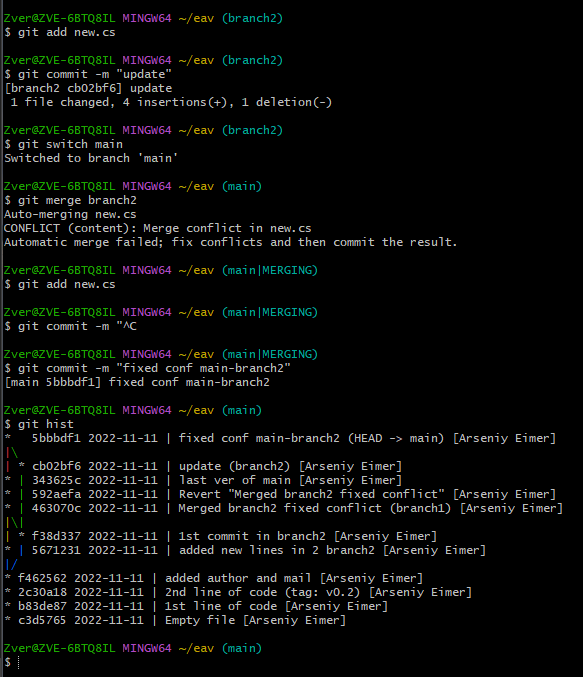 Zver@ZVE-6BTQ8IL MINGW64 ~/eav (branch2)
$ git add new.cs
Zver@ZVE-6BTQ8IL MINGW64 ~/eav (branch2)
$ git commit -m "update"
[branch2 cb02bf6] update
 1 file changed, 4 insertions(+), 1 deletion(-)
Zver@ZVE-6BTQ8IL MINGW64 ~/eav (branch2)
$ git switch main
Switched to branch 'main'
Zver@ZVE-6BTQ8IL MINGW64 ~/eav (main)
$ git merge branch2
Auto-merging new.cs
CONFLICT (content): Merge conflict in new.cs
Automatic merge failed; fix conflicts and then commit the result.
Zver@ZVE-6BTQ8IL MINGW64 ~/eav (main|MERGING)
$ git add new.cs
Zver@ZVE-6BTQ8IL MINGW64 ~/eav (main|MERGING)
$ git commit -m "^C
Zver@ZVE-6BTQ8IL MINGW64 ~/eav (main|MERGING)
$ git commit -m "fixed conf main-branch2"
[main 5bbbdf1] fixed conf main-branch2
Zver@ZVE-6BTQ8IL MINGW64 ~/eav (main)
$ git hist
*   5bbbdf1 2022-11-11 | fixed conf main-branch2 (HEAD -> main) [Arseniy Eimer]
|\
| * cb02bf6 2022-11-11 | update (branch2) [Arseniy Eimer]
* | 343625c 2022-11-11 | last ver of main [Arseniy Eimer]
* | 592aefa 2022-11-11 | Revert "Merged branch2 fixed conflict" [Arseniy Eimer]
* | 463070c 2022-11-11 | Merged branch2 fixed conflict (branch1) [Arseniy Eimer]
|\|
| * f38d337 2022-11-11 | 1st commit in branch2 [Arseniy Eimer]
* | 5671231 2022-11-11 | added new lines in 2 branch2 [Arseniy Eimer]
|/
* f462562 2022-11-11 | added author and mail [Arseniy Eimer]
* 2c30a18 2022-11-11 | 2nd line of code (tag: v0.2) [Arseniy Eimer]
* b83de87 2022-11-11 | 1st line of code [Arseniy Eimer]
* c3d5765 2022-11-11 | Empty file [Arseniy Eimer]
Zver@ZVE-6BTQ8IL MINGW64 ~/eav (main)
$